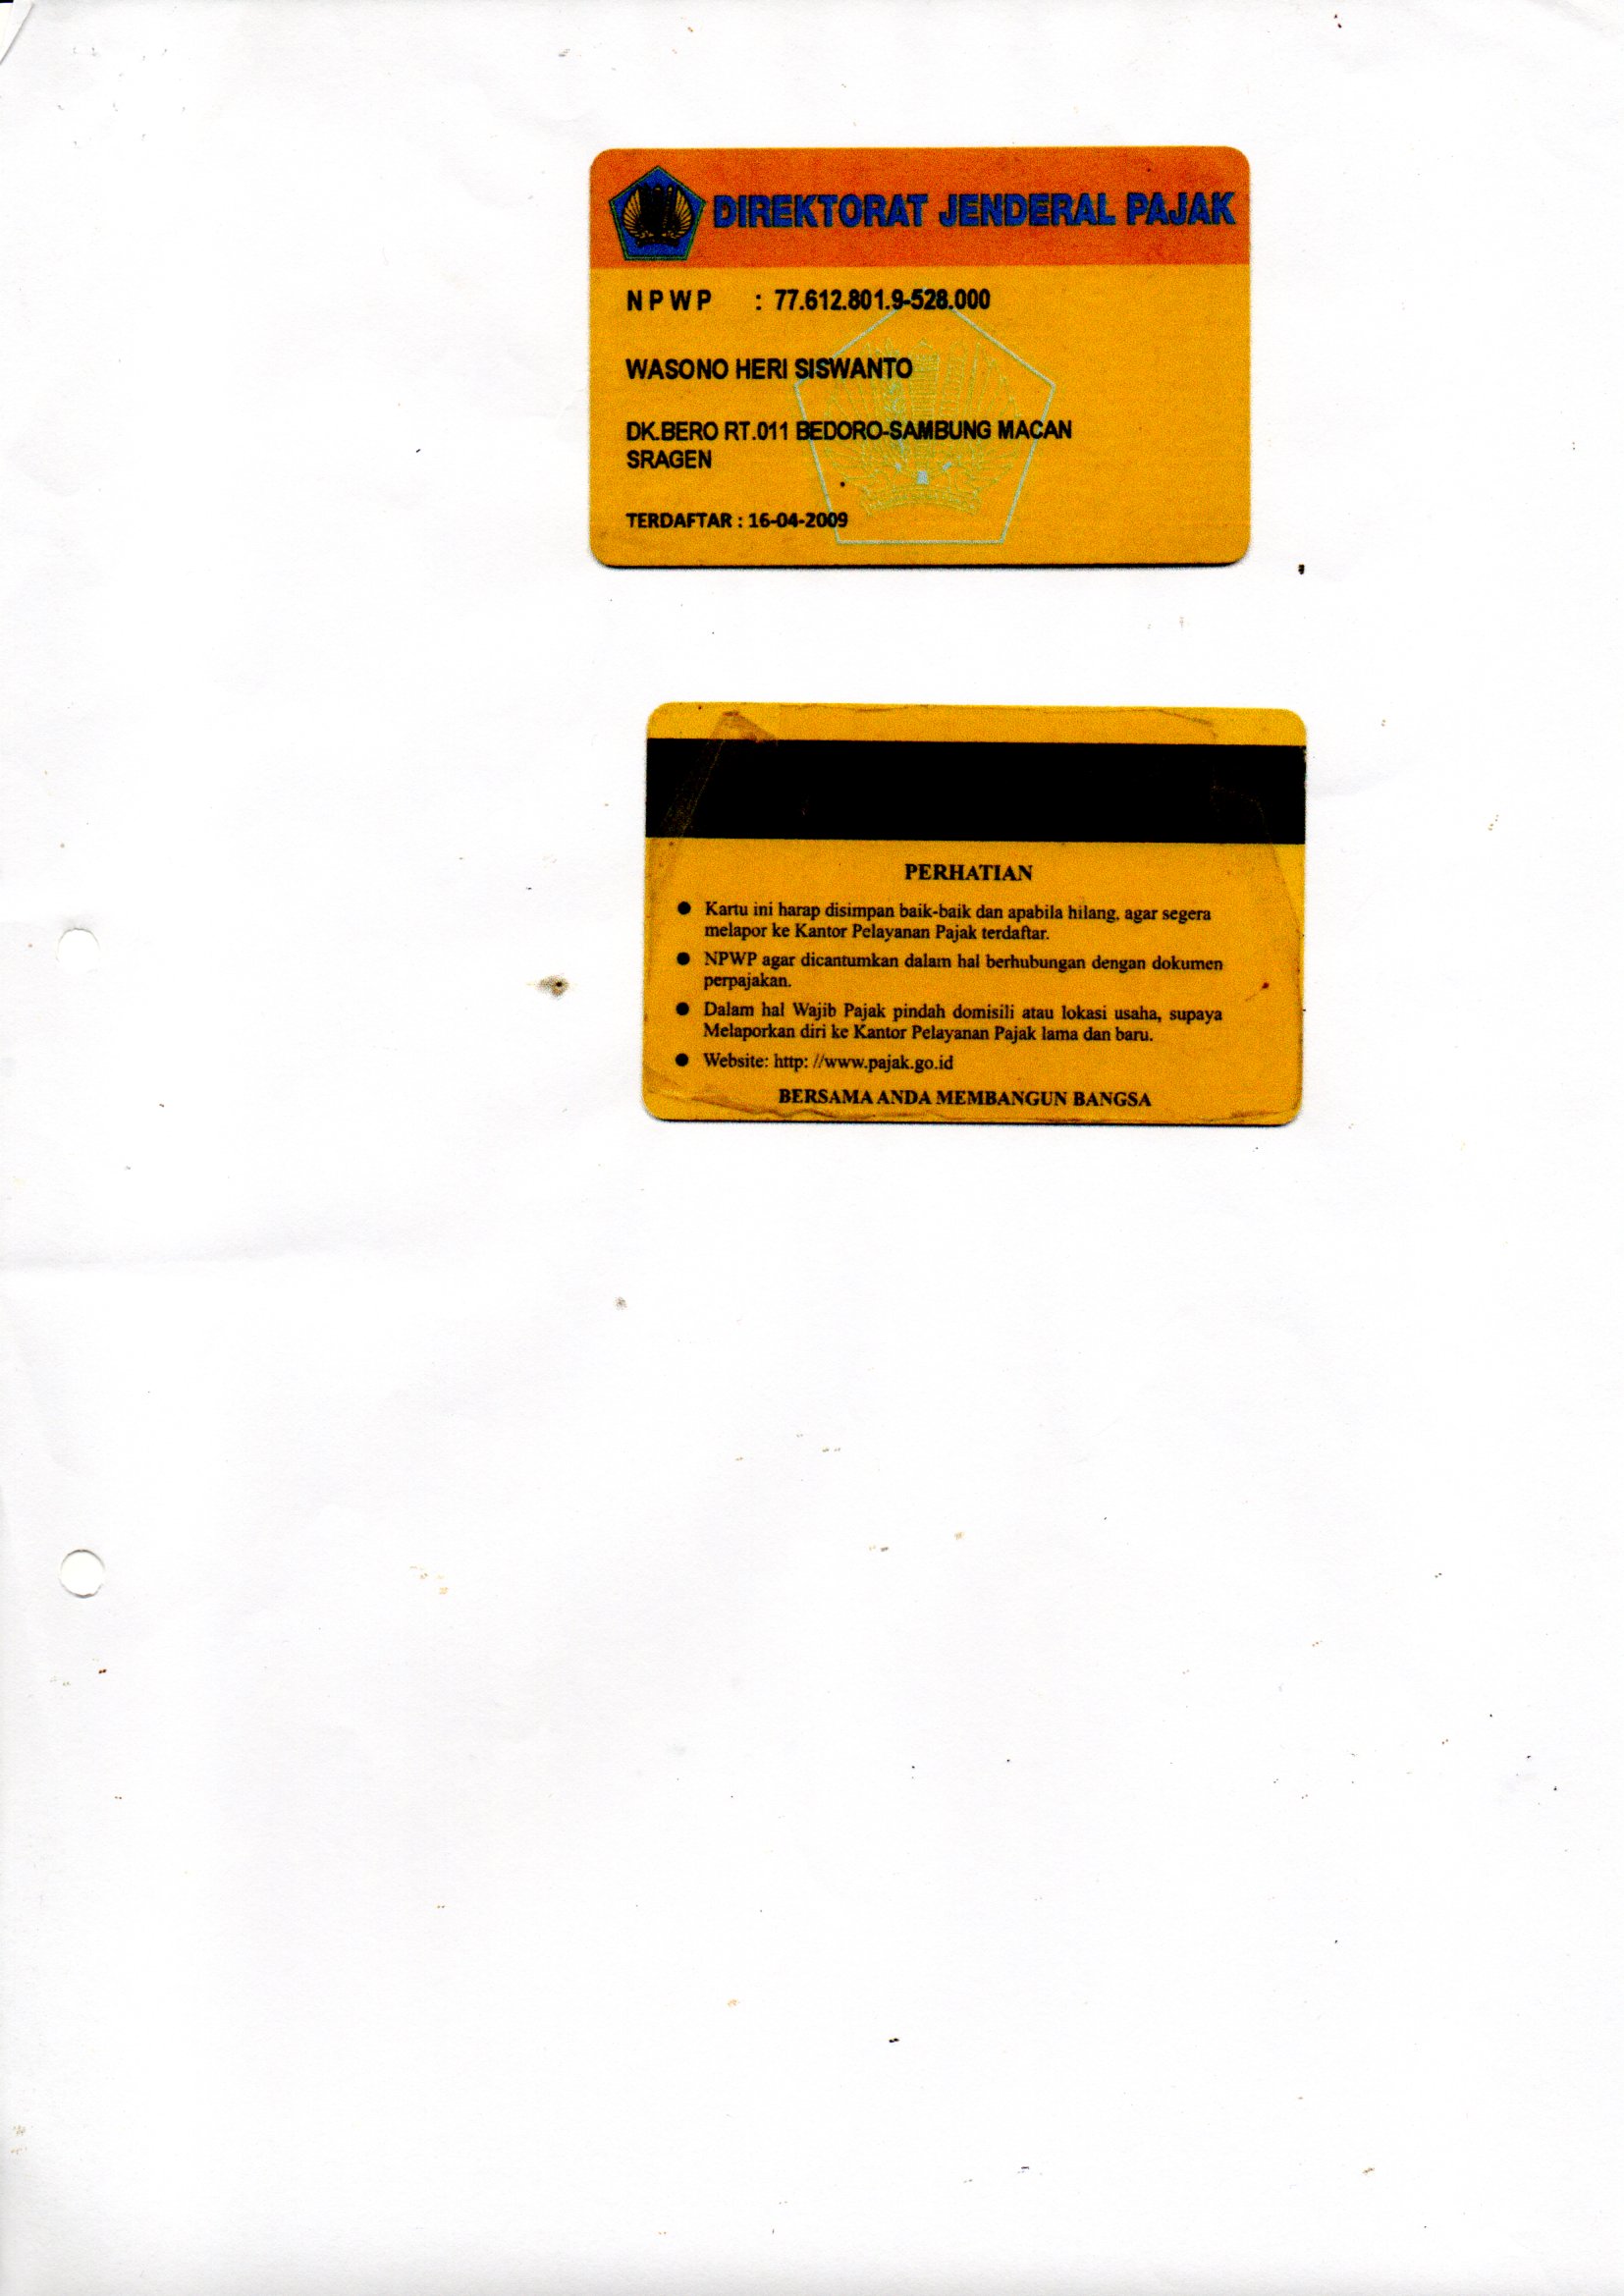 DIREKTORAT JENDERAL PAJAK
N P W P : 77.612.801.9-528.000
WASONO HERI SISWANTO
DK.BERO RT.011 BEDORO-SAMBUNG MACAN
SRAGEN
TERDAFTAR : 16-04-2009
PERHATIAN
● Kartu ini harap disimpan baik-baik dan apabila hilang, agar segera
melapor ke Kantor Pelayanan Pajak terdaftar.
● NPWP agar dicantumkan dalam hal berhubungan dengan dokumen
perpajakan.
● Dalam hal Wajib Pajak pindah domisili atau lokasi usaha, supaya
Melaporkan diri ke Kantor Pelayanan Pajak lama dan baru.
● Website: http: //www.pajak.go.id
BERSAMA ANDA MEMBANGUN BANGSA